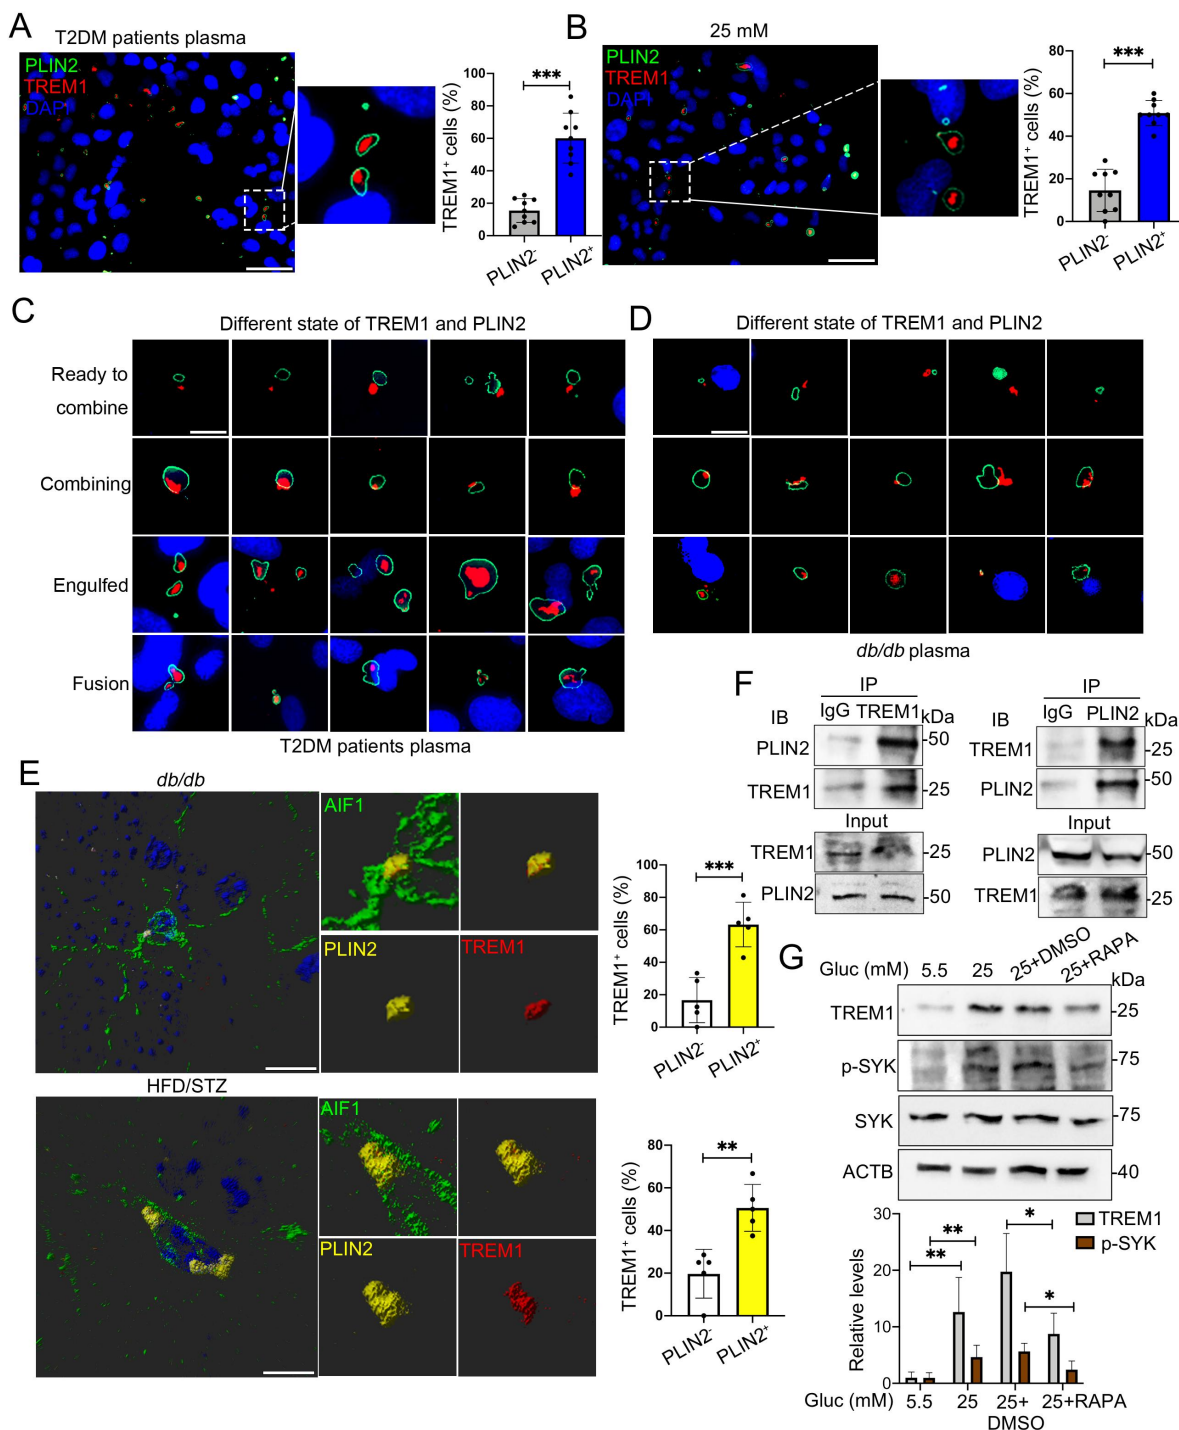 A
T2DM patients plasma
PLIN2
TREM1
DAPI
TREM1⁺ cells (%)
100
80
60
40
20
0
***
PLIN2⁻
PLIN2⁺
B
25 mM
PLIN2
TREM1
DAPI
TREM1⁺ cells (%)
80
60
40
20
0
***
PLIN2⁻
PLIN2⁺
C
Different state of TREM1 and PLIN2
Ready to
combine
Combining
Engulfed
Fusion
T2DM patients plasma
D
Different state of TREM1 and PLIN2
db/db plasma
E
db/db
AIF1
PLIN2
TREM1
TREM1⁺ cells (%)
100
80
60
40
20
0
***
PLIN2⁻
PLIN2⁺
HFD/STZ
AIF1
PLIN2
TREM1
TREM1⁺ cells (%)
80
60
40
20
0
**
PLIN2⁻
PLIN2⁺
F
IP
IB
IgG TREM1 kDa
PLIN2 -50
TREM1 -25
Input
TREM1 -25
PLIN2 -50
IP
IB
IgG PLIN2 kDa
TREM1 -25
PLIN2 -50
Input
PLIN2 -50
TREM1 -25
G
Gluc (mM) 5.5 25 25+DMSO 25+RAPA
kDa
TREM1 -25
p-SYK 75
SYK -75
ACTB -40
Relative levels
30
20
10
0
** ** * *
TREM1
p-SYK
Gluc (mM) 5.5 25 25+ 25+RAPA
DMSO